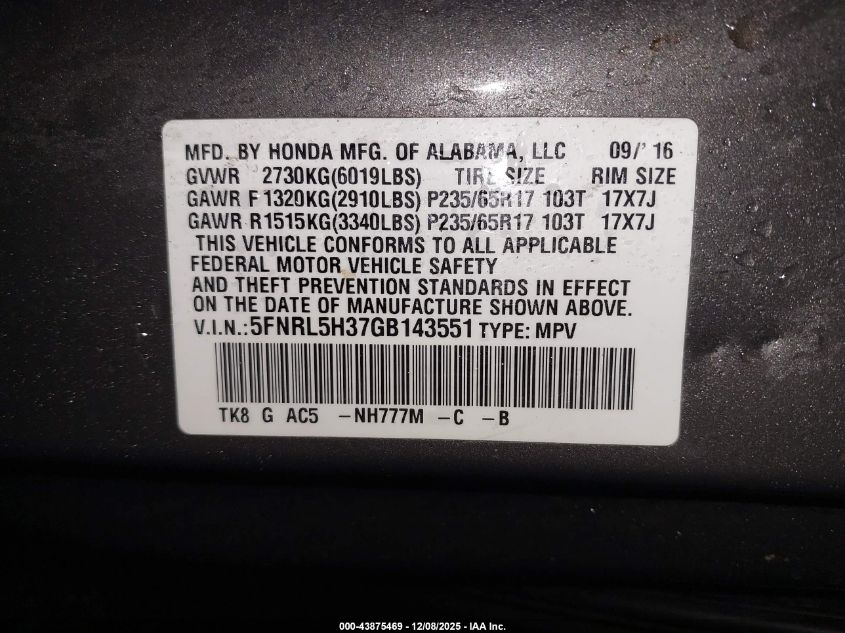 MFD. BY HONDA MFG. OF ALABAMA, LLC 09/'16
GVWR 2730KG(6019LBS) TIRE SIZE RIM SIZE
GAWR F 1320KG(2910LBS) P235/65R17 103T 17X7J
GAWR R1515KG(3340LBS) P235/65R17 103T 17X7J
THIS VEHICLE CONFORMS TO ALL APPLICABLE
FEDERAL MOTOR VEHICLE SAFETY
AND THEFT PREVENTION STANDARDS IN EFFECT
ON THE DATE OF MANUFACTURE SHOWN ABOVE.
V.I.N.:5FNRL5H37GB143551 TYPE: MPV
TK8 G AC5 -NH777M -C -B
000-43875469 - 12/08/2025 - IAA Inc.